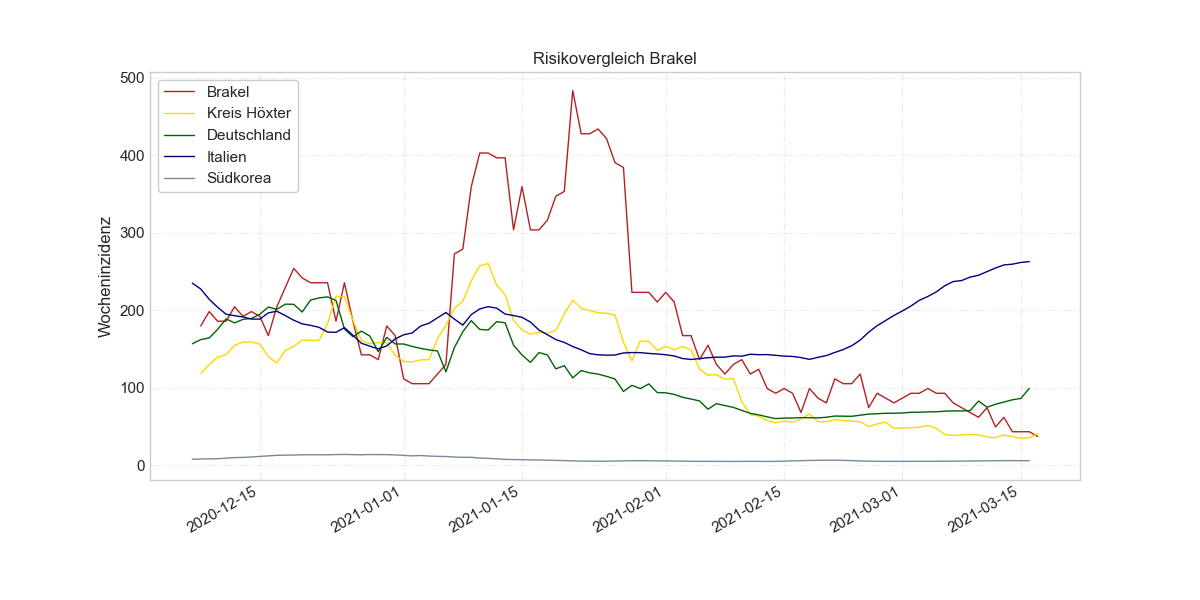 Risikovergleich Brakel
Wocheninzidenz
500
400
300
200
100
0
Brakel
Kreis Höxter
Deutschland
Italien
Südkorea
2020-12-15
2021-01-01
2021-01-15
2021-02-01
2021-02-15
2021-03-01
2021-03-15